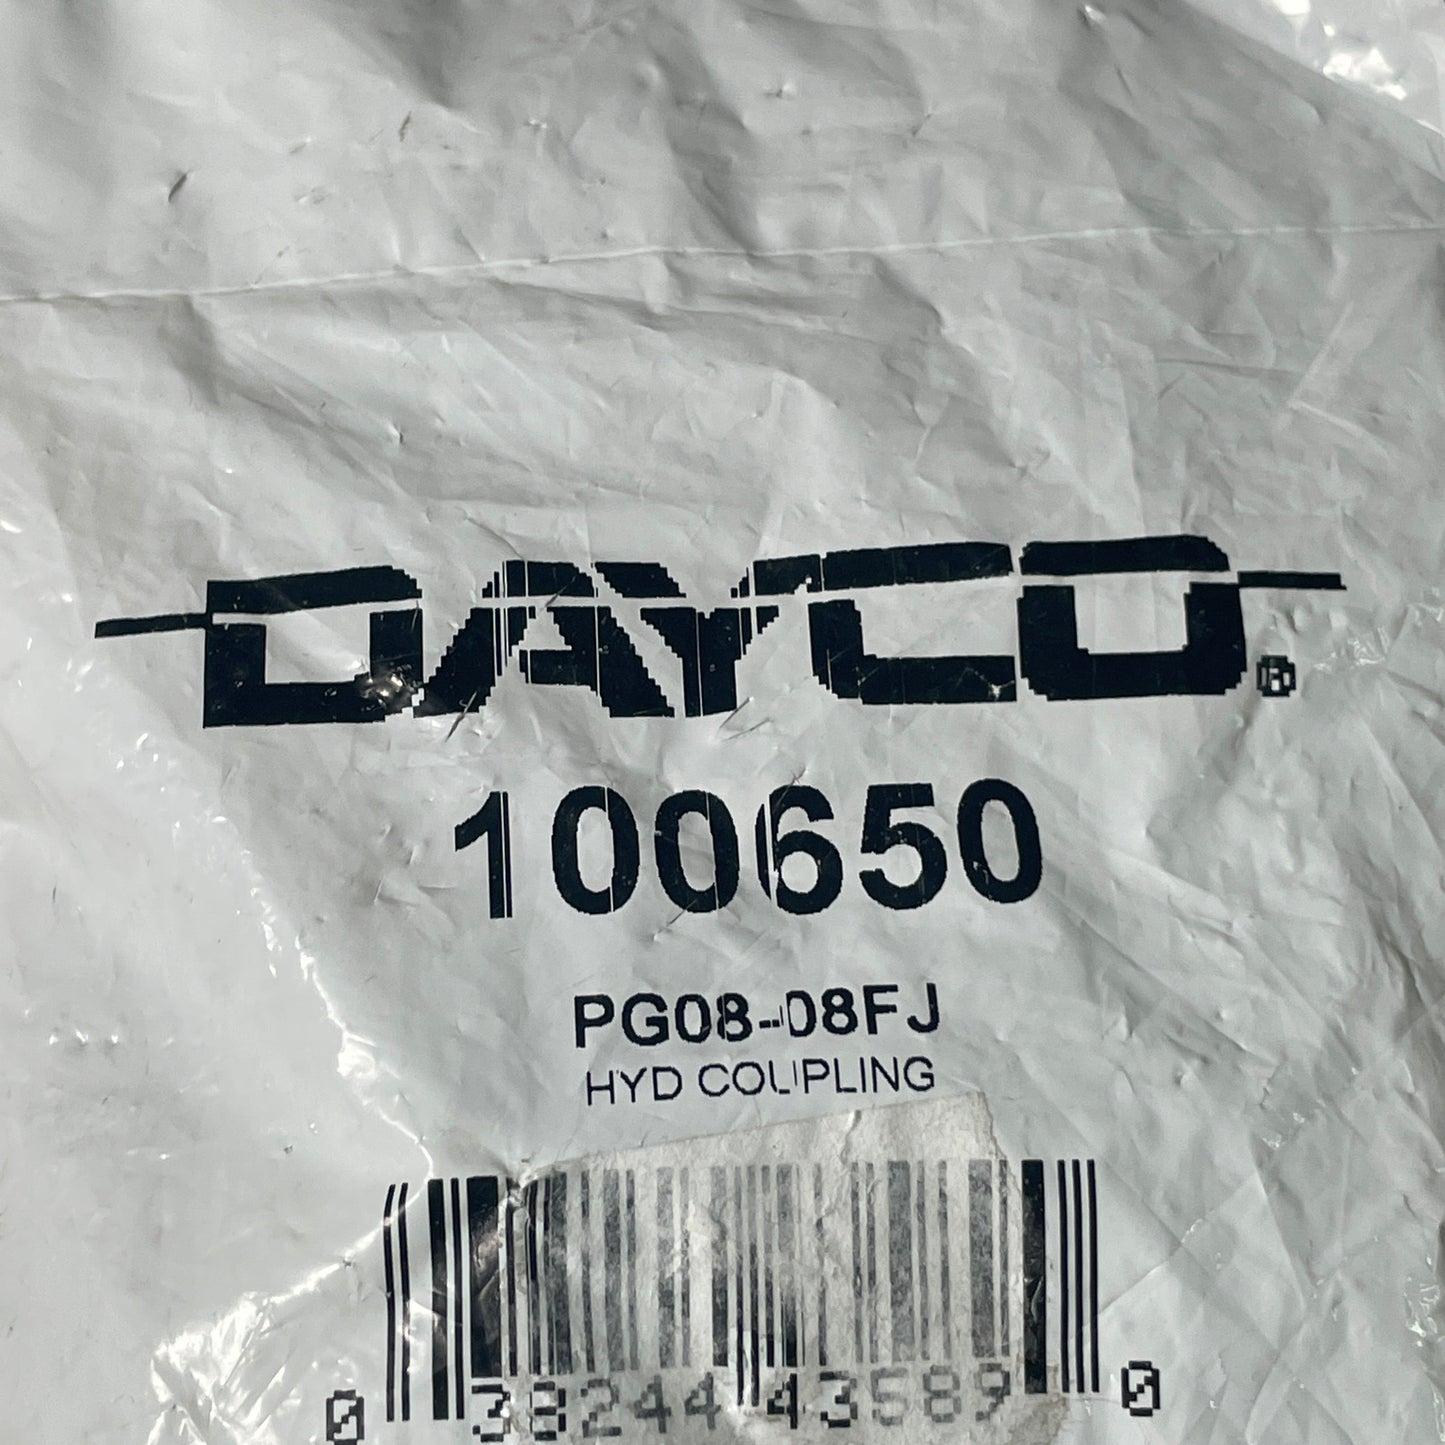 DAYCO®
100650
PG08-08FJ
HYD COUPLING
0 38244 43589 0